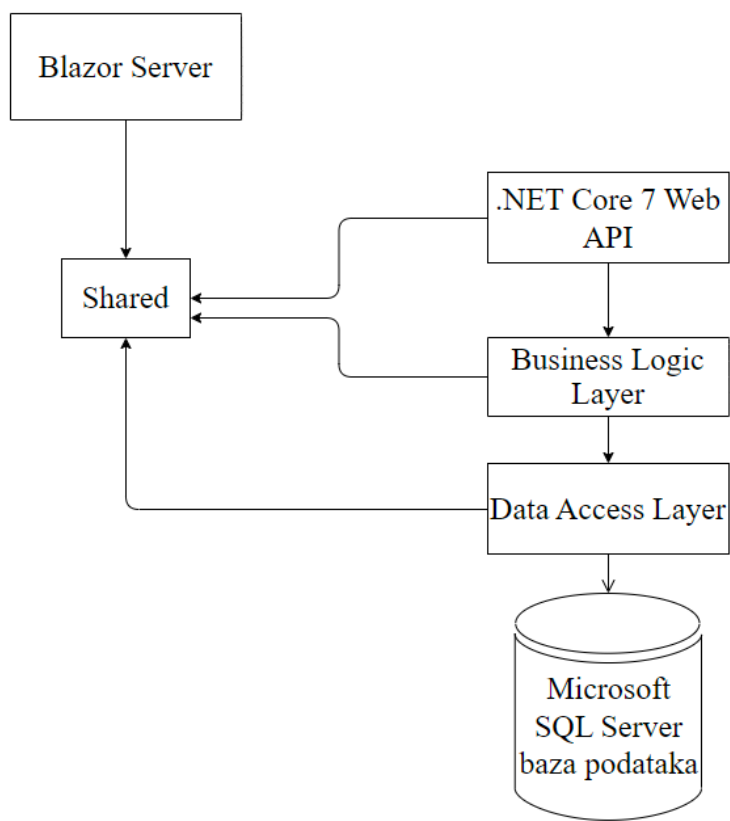 Blazor Server
.NET Core 7 Web
API
Shared
Business Logic
Layer
Data Access Layer
Microsoft
SQL Server
baza podataka